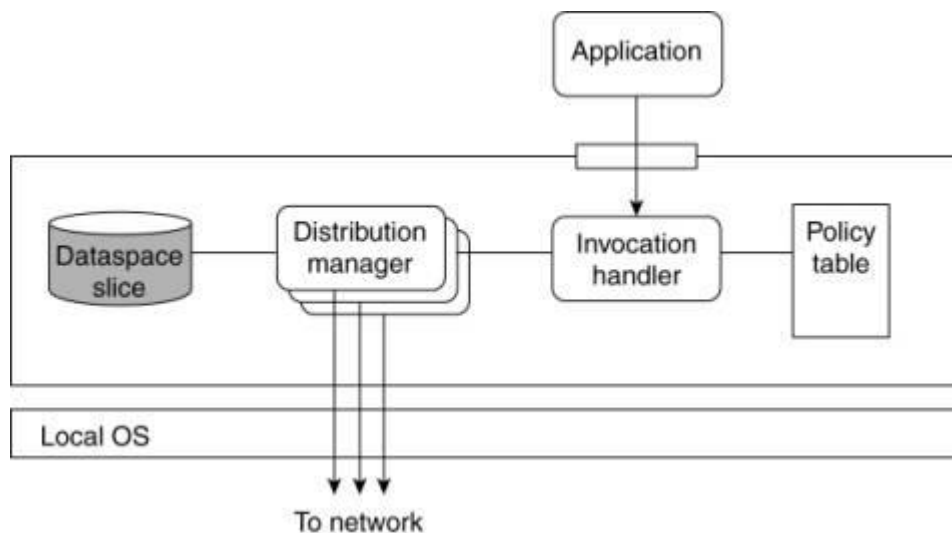 Application
Dataspace
slice
Distribution
manager
Invocation
handler
Policy
table
Local OS
To network